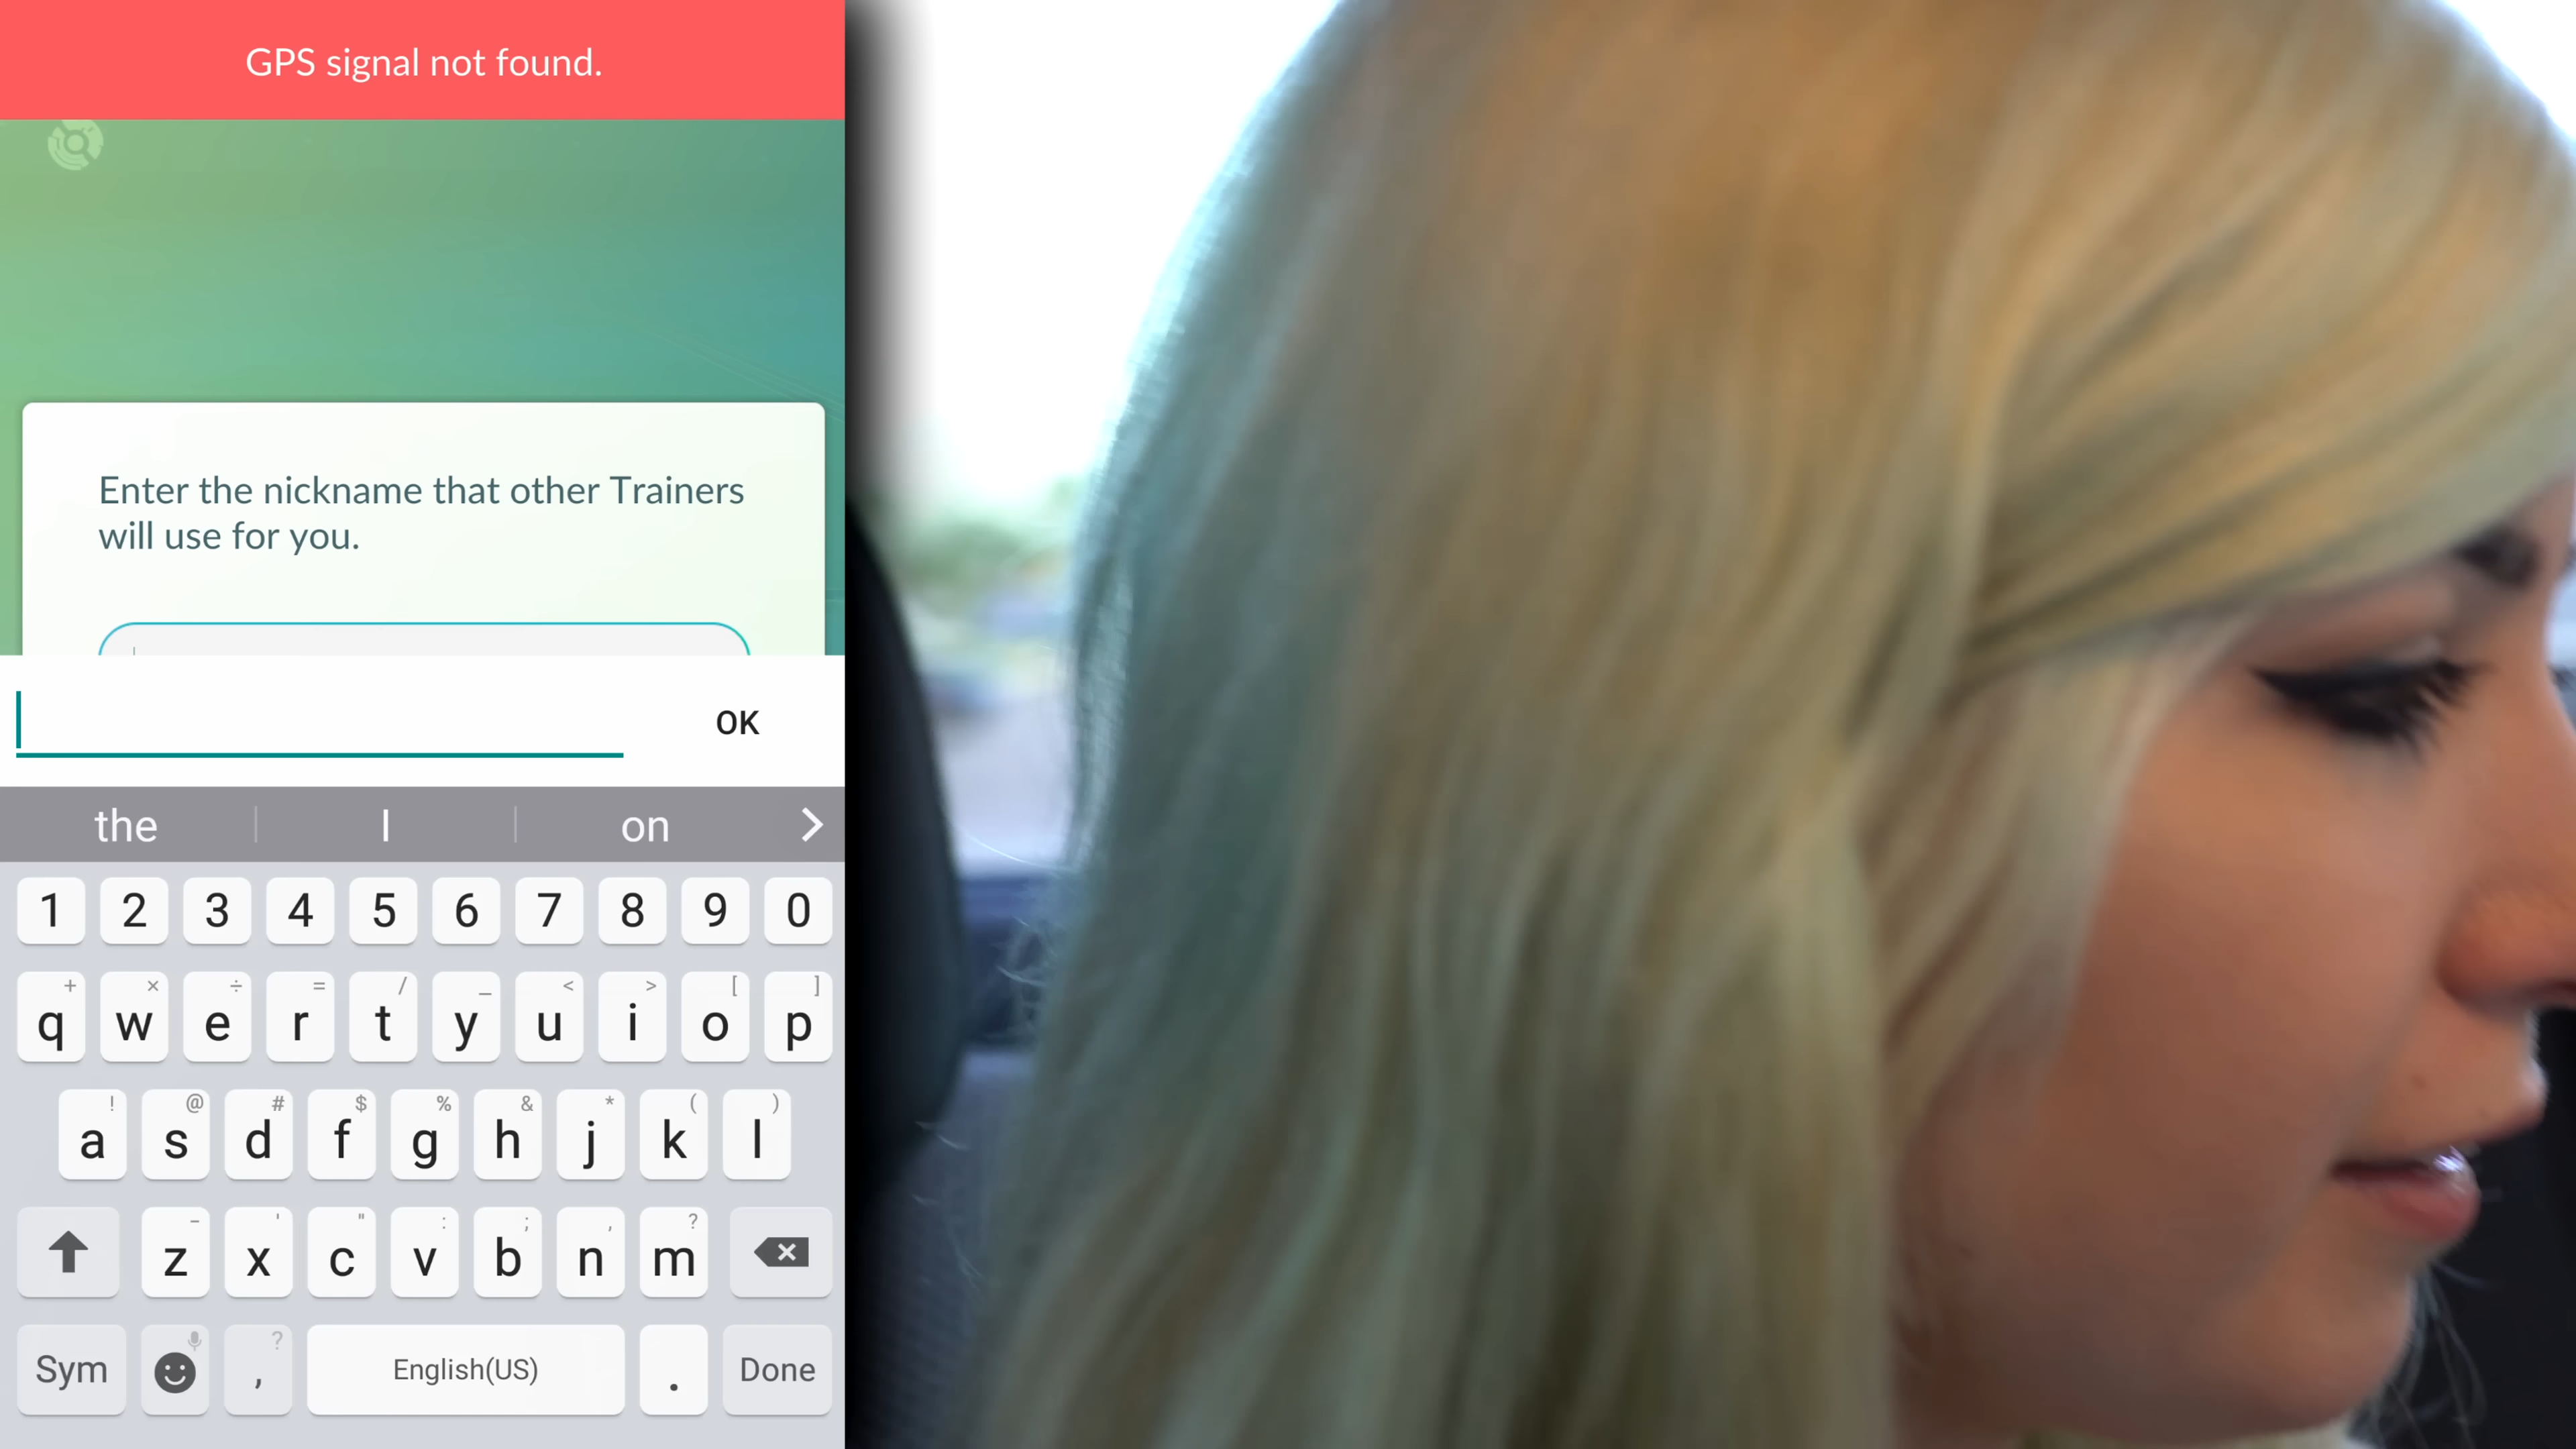 GPS signal not found.
Enter the nickname that other Trainers
will use for you.
OK
the I on
1 2 3 4 5 6 7 8 9 0
+ × ÷ = / _ < > [ ]
q w e r t y u i o p
! @ # $ % & * ( )
a s d f g h j k l
- ' " : ; , ?
z x c v b n m
?
Sym , English(US) . Done